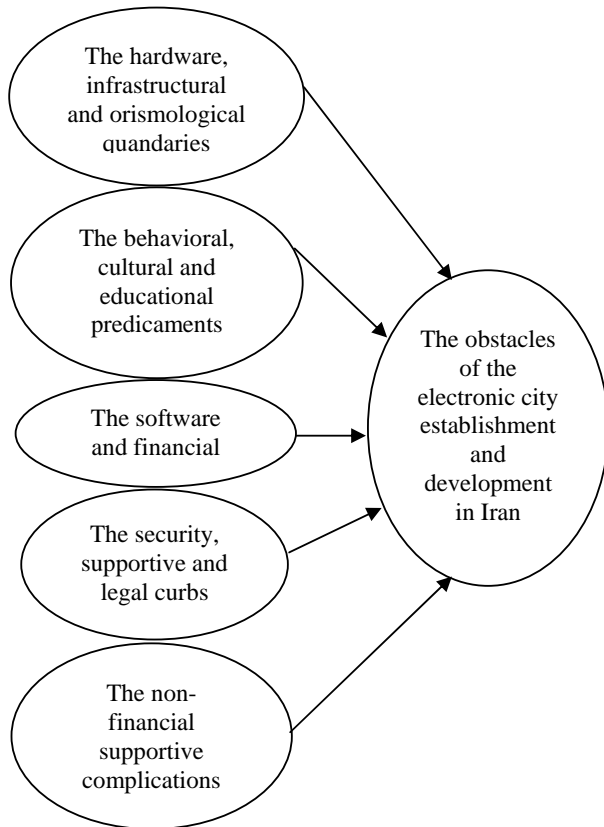 The hardware,
infrastructural
and orismological
quandaries
The behavioral,
cultural and
educational
predicaments
The software
and financial
The security,
supportive and
legal curbs
The non-
financial
supportive
complications
The obstacles
of the
electronic city
establishment
and
development
in Iran